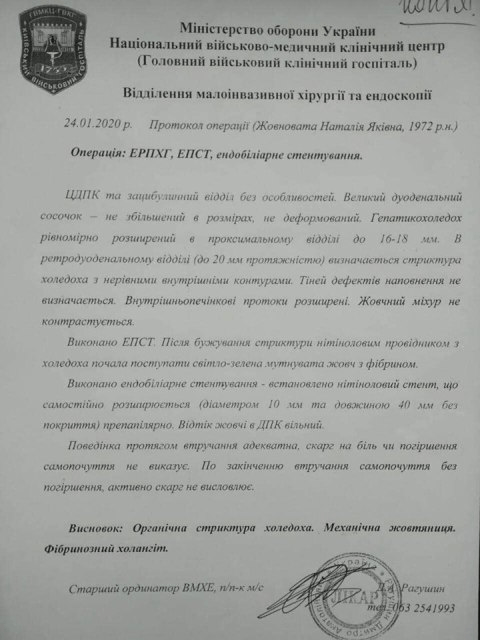 КОПІЯ
ГВМКЦ-ГВКГ
КИЇВСЬКИЙ ВІЙСЬКОВИЙ ГОСПІТАЛЬ
1755
Міністерство оборони України
Національний військово-медичний клінічний центр
(Головний військовий клінічний госпіталь)
Відділення малоінвазивної хірургії та ендоскопії
24.01.2020 р. Протокол операції (Жовновата Наталія Яківна, 1972 р.н.)
Операція: ЕРПХГ, ЕПСТ, ендобіліарне стентування.
ЦДПК та зацибулинний відділ без особливостей. Великий дуоденальний
сосочок – не збільшений в розмірах, не деформований. Гепатикохоледох
рівномірно розширений в проксимальному відділі до 16-18 мм. В
ретродуоденальному відділі (до 20 мм протяжністю) визначається стриктура
холедоха з нерівними внутрішніми контурами. Тіней дефектів наповнення не
визначається. Внутрішньопечінкові протоки розширені. Жовчний міхур не
контрастується.
Виконано ЕПСТ. Після бужування стриктури нітіноловим провідником з
холедоха почала поступати світло-зелена мутнувата жовч з фібрином.
Виконано ендобіліарне стентування - встановлено нітіноловий стент, що
самостійно розширюється (діаметром 10 мм та довжиною 40 мм без
покриття) препапілярно. Відтік жовчі в ДПК вільний.
Поведінка протягом втручання адекватна, скарг на біль чи погіршення
самопочуття не виказує. По закінченню втручання самопочуття без
погіршення, активно скарг не висловлює.
Висновок: Органічна стриктура холедоха. Механічна жовтяниця.
Фібринозний холангіт.
Старший ординатор ВМХЕ, п/п-к м/с Д.А. Рагушин
ЛІКАР
тел. 063 2541993